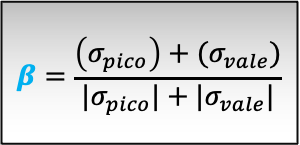 β = (σ_pico) + (σ_vale) / |σ_pico| + |σ_vale|